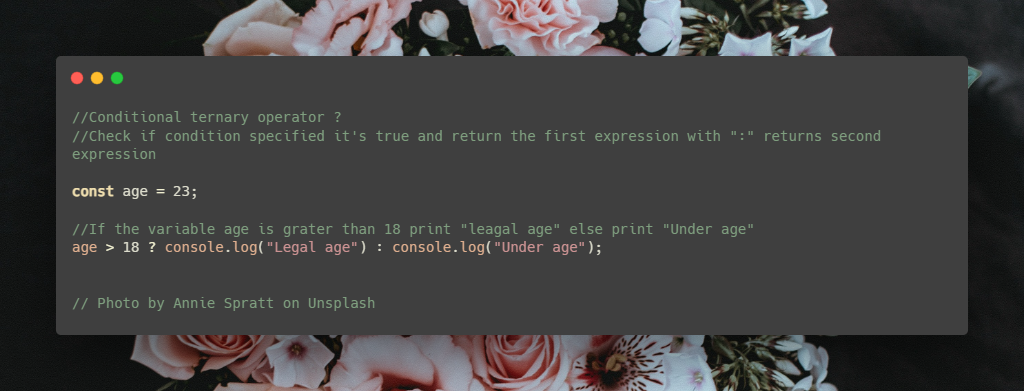 //Conditional ternary operator ?
//Check if condition specified it's true and return the first expression with ":" returns second
expression
const age = 23;
//If the variable age is grater than 18 print "leagal age" else print "Under age"
age > 18 ? console.log("Legal age") : console.log("Under age");
// Photo by Annie Spratt on Unsplash